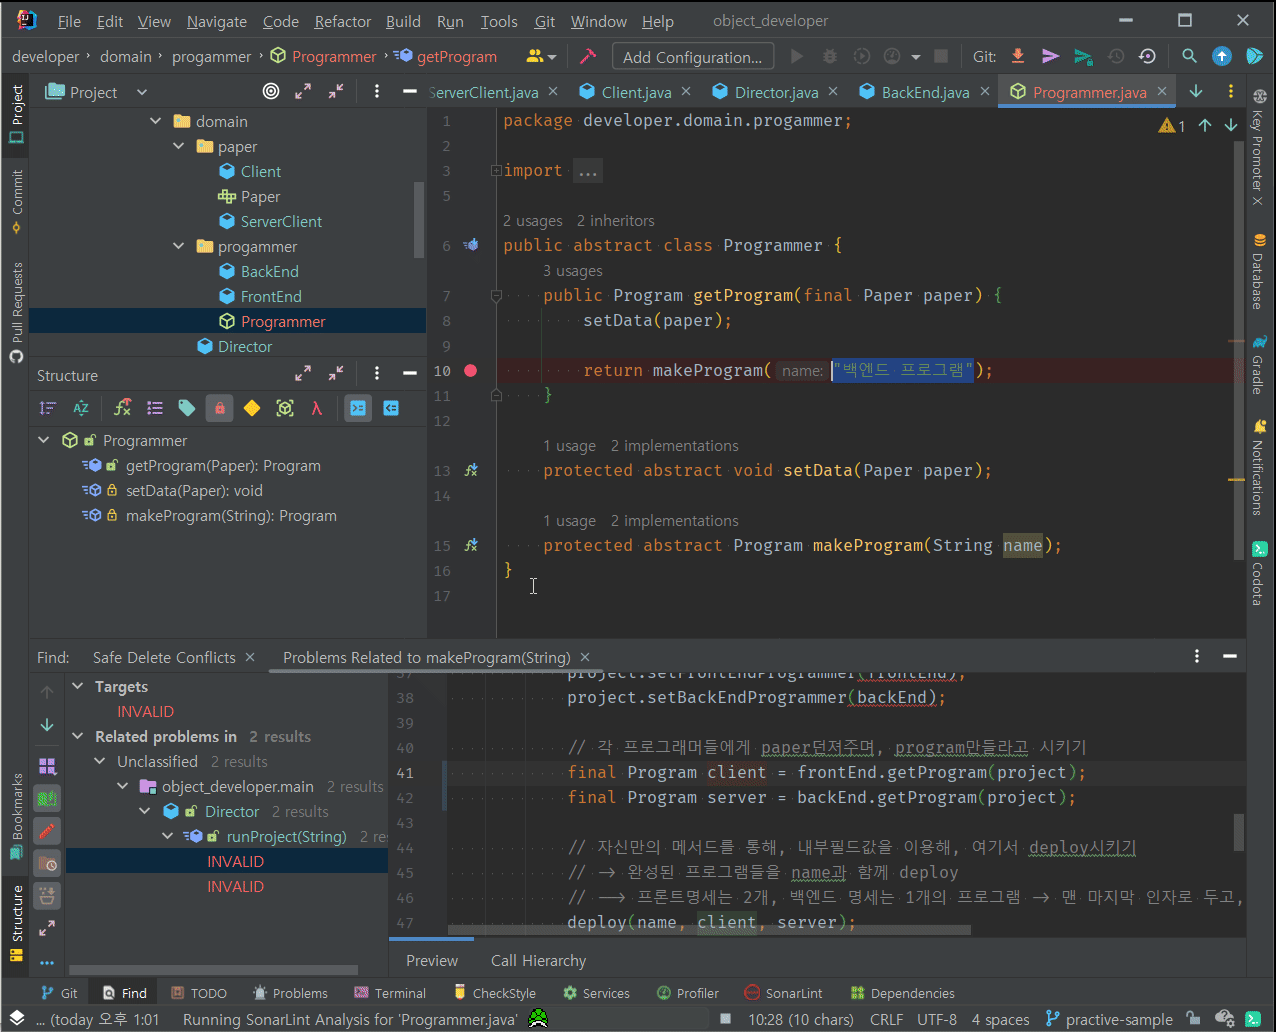 File Edit View Navigate Code Refactor Build Run Tools Git Window Help object_developer
developer domain progammer Programmer getProgram Add Configuration... Git:
Project
ServerClient.java Client.java Director.java BackEnd.java Programmer.java
domain
paper
Client
Paper
ServerClient
progammer
BackEnd
FrontEnd
Programmer
Director
Structure
Programmer
getProgram(Paper): Program
setData(Paper): void
makeProgram(String): Program
1 package developer.domain.progammer;
2
3 import ...
5
2 usages 2 inheritors
6 public abstract class Programmer {
3 usages
7 public Program getProgram(final Paper paper) {
8 setData(paper);
9
10 return makeProgram( name: "백엔드 프로그램");
11 }
12
1 usage 2 implementations
13 protected abstract void setData(Paper paper);
14
1 usage 2 implementations
15 protected abstract Program makeProgram(String name);
16 }
17
1
Project
Commit
Pull Requests
Bookmarks
Structure
Key Promoter X
Database
Gradle
Notifications
Codota
Find: Safe Delete Conflicts Problems Related to makeProgram(String)
Targets
INVALID
Related problems in 2 results
Unclassified 2 results
object_developer.main 2 results
Director 2 results
runProject(String) 2 re
INVALID
INVALID
37 project.setFrontEndProgrammer(frontEnd);
38 project.setBackEndProgrammer(backEnd);
39
40 // 각 프로그래머들에게 paper던져주며, program만들라고 시키기
41 final Program client = frontEnd.getProgram(project);
42 final Program server = backEnd.getProgram(project);
43
44 // 자신만의 메서드를 통해, 내부필드값을 이용해, 여기서 deploy시키기
45 // -> 완성된 프로그램들을 name과 함께 deploy
46 // --> 프론트명세는 2개, 백엔드 명세는 1개의 프로그램 -> 맨 마지막 인자로 두고,
47 deploy(name, client, server);
Preview Call Hierarchy
Git Find TODO Problems Terminal CheckStyle Services Profiler SonarLint Dependencies
... (today 오후 1:01 Running SonarLint Analysis for 'Programmer.java' 10:28 (10 chars) CRLF UTF-8 4 spaces practive-sample